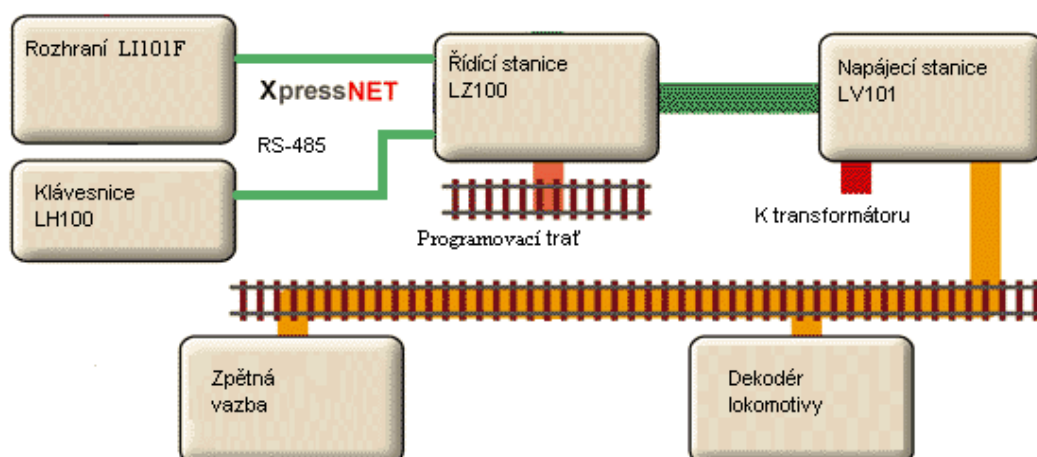 Rozhraní LI101F
XpressNET
RS-485
Klávesnice
LH100
Řídící stanice
LZ100
Napájecí stanice
LV101
Programovací trať
K transformátoru
Zpětná
vazba
Dekodér
lokomotivy